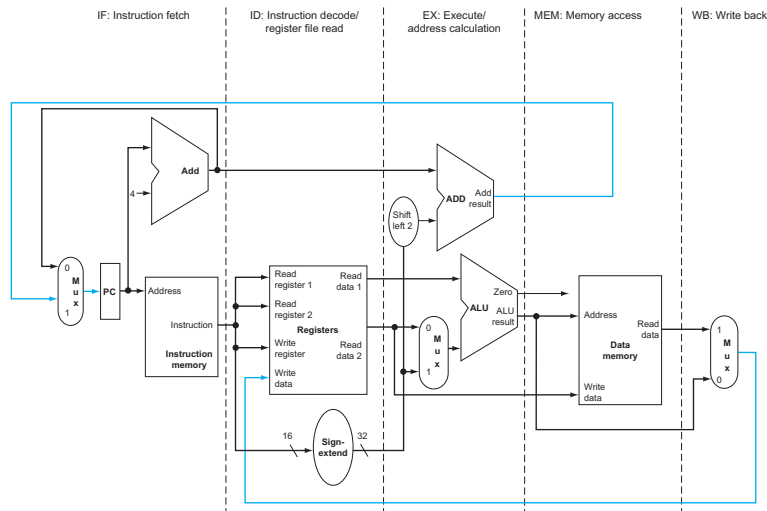 IF: Instruction fetch
ID: Instruction decode/
register file read
EX: Execute/
address calculation
MEM: Memory access
WB: Write back
Add
4
ADD
Add
result
Shift
left 2
0
M
u
x
1
PC
Address
Instruction
Instruction
memory
Read
register 1
Read
register 2
Registers
Write
register
Write
data
Read
data 1
Read
data 2
0
M
u
x
1
Zero
ALU
ALU
result
Address
Read
data
Data
memory
Write
data
1
M
u
x
0
16
Sign-
extend
32